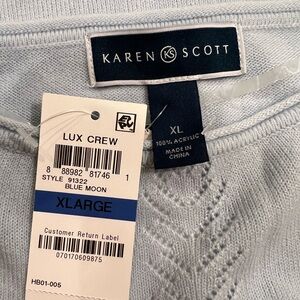 KAREN KS SCOTT
XL
100% ACRYLIC
MADE IN
CHINA
LUX CREW
8 88982 81746 1
STYLE 91322
BLUE MOON
XLARGE
Customer Return Label
070170609875
HB01-005